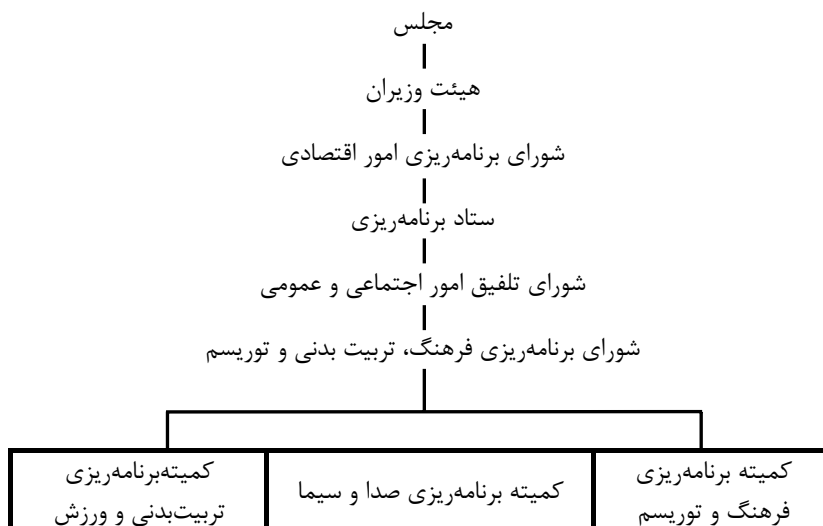 مجلس
هیئت وزیران
شورای برنامه‌ریزی امور اقتصادی
ستاد برنامه‌ریزی
شورای تلفیق امور اجتماعی و عمومی
شورای برنامه‌ریزی فرهنگ، تربیت بدنی و توریسم
کمیته برنامه‌ریزی
فرهنگ و توریسم
کمیته برنامه‌ریزی صدا و سیما
کمیته‌برنامه‌ریزی
تربیت‌بدنی و ورزش